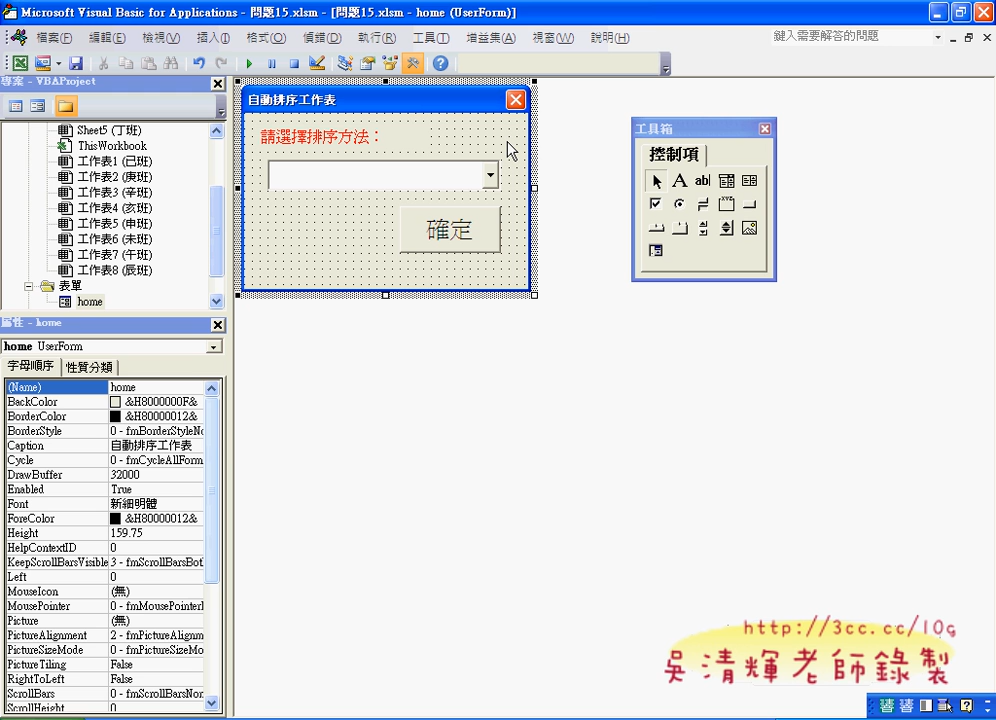 Microsoft Visual Basic for Applications - 問題15.xlsm - [問題15.xlsm - home (UserForm)]
檔案(F) 編輯(E) 檢視(V) 插入(I) 格式(O) 偵錯(D) 執行(R) 工具(T) 增益集(A) 視窗(W) 說明(H) 鍵入需要解答的問題
專案 - VBAProject
Sheet5 (丁班)
ThisWorkbook
工作表1 (己班)
工作表2 (庚班)
工作表3 (辛班)
工作表4 (亥班)
工作表5 (申班)
工作表6 (未班)
工作表7 (午班)
工作表8 (辰班)
表單
home
自動排序工作表
請選擇排序方法：
確定
工具箱
控制項
屬性 - home
home UserForm
字母順序 性質分類
(Name) home
BackColor &H8000000F&
BorderColor &H80000012&
BorderStyle 0 - fmBorderStyleNo
Caption 自動排序工作表
Cycle 0 - fmCycleAllForm
DrawBuffer 32000
Enabled True
Font 新細明體
ForeColor &H80000012&
Height 159.75
HelpContextID 0
KeepScrollBarsVisible 3 - fmScrollBarsBot
Left 0
MouseIcon (無)
MousePointer 0 - fmMousePointerI
Picture (無)
PictureAlignment 2 - fmPictureAlignm
PictureSizeMode 0 - fmPictureSizeMo
PictureTiling False
RightToLeft False
ScrollBars 0 - fmScrollBarsNon
ScrollHeight 0
http://3cc.cc/10g
吳清輝老師錄製